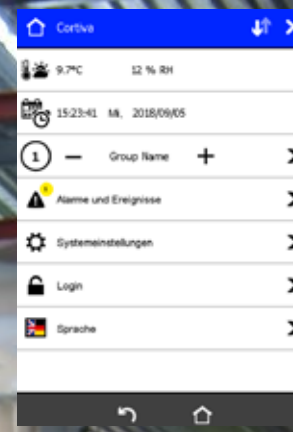 Cortiva
9.7°C 12 % RH
15:23:41 Mi, 2018/09/05
1 Group Name
Alarme und Ereignisse
Systemeinstellungen
Login
Sprache